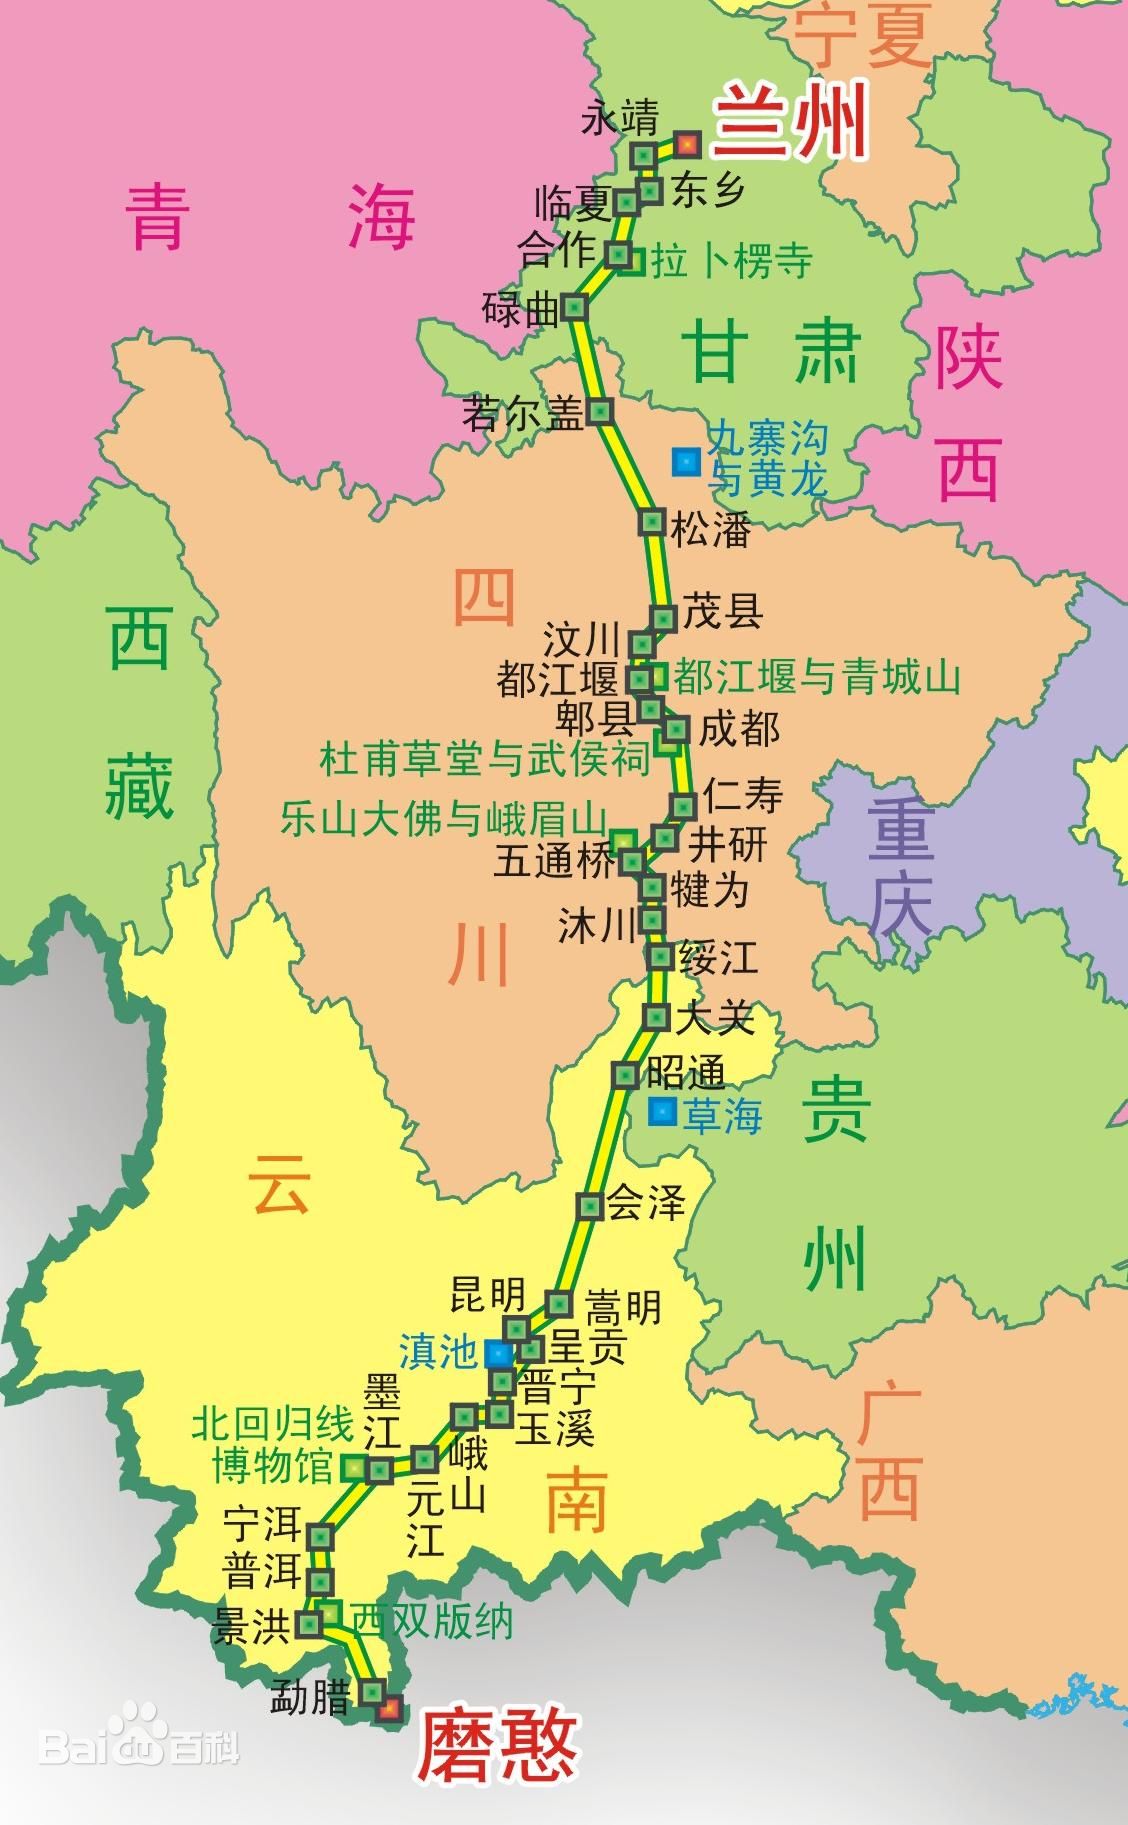 宁夏
永靖
兰州
东乡
临夏
青 海
合作
拉卜楞寺
碌曲
甘 肃
陕
西
若尔盖
九寨沟
与黄龙
松潘
四
西
茂县
汶川
都江堰
都江堰与青城山
郫县
成都
杜甫草堂与武侯祠
藏
仁寿
乐山大佛与峨眉山
重
庆
井研
五通桥
犍为
沐川
川
绥江
大关
昭通
草海
贵
云
会泽
州
昆明
嵩明
呈贡
滇池
晋宁
墨
江
玉溪
广
西
北回归线
博物馆
峨
山
元
江
南
宁洱
普洱
西双版纳
景洪
勐腊
磨憨
Bai du 百科